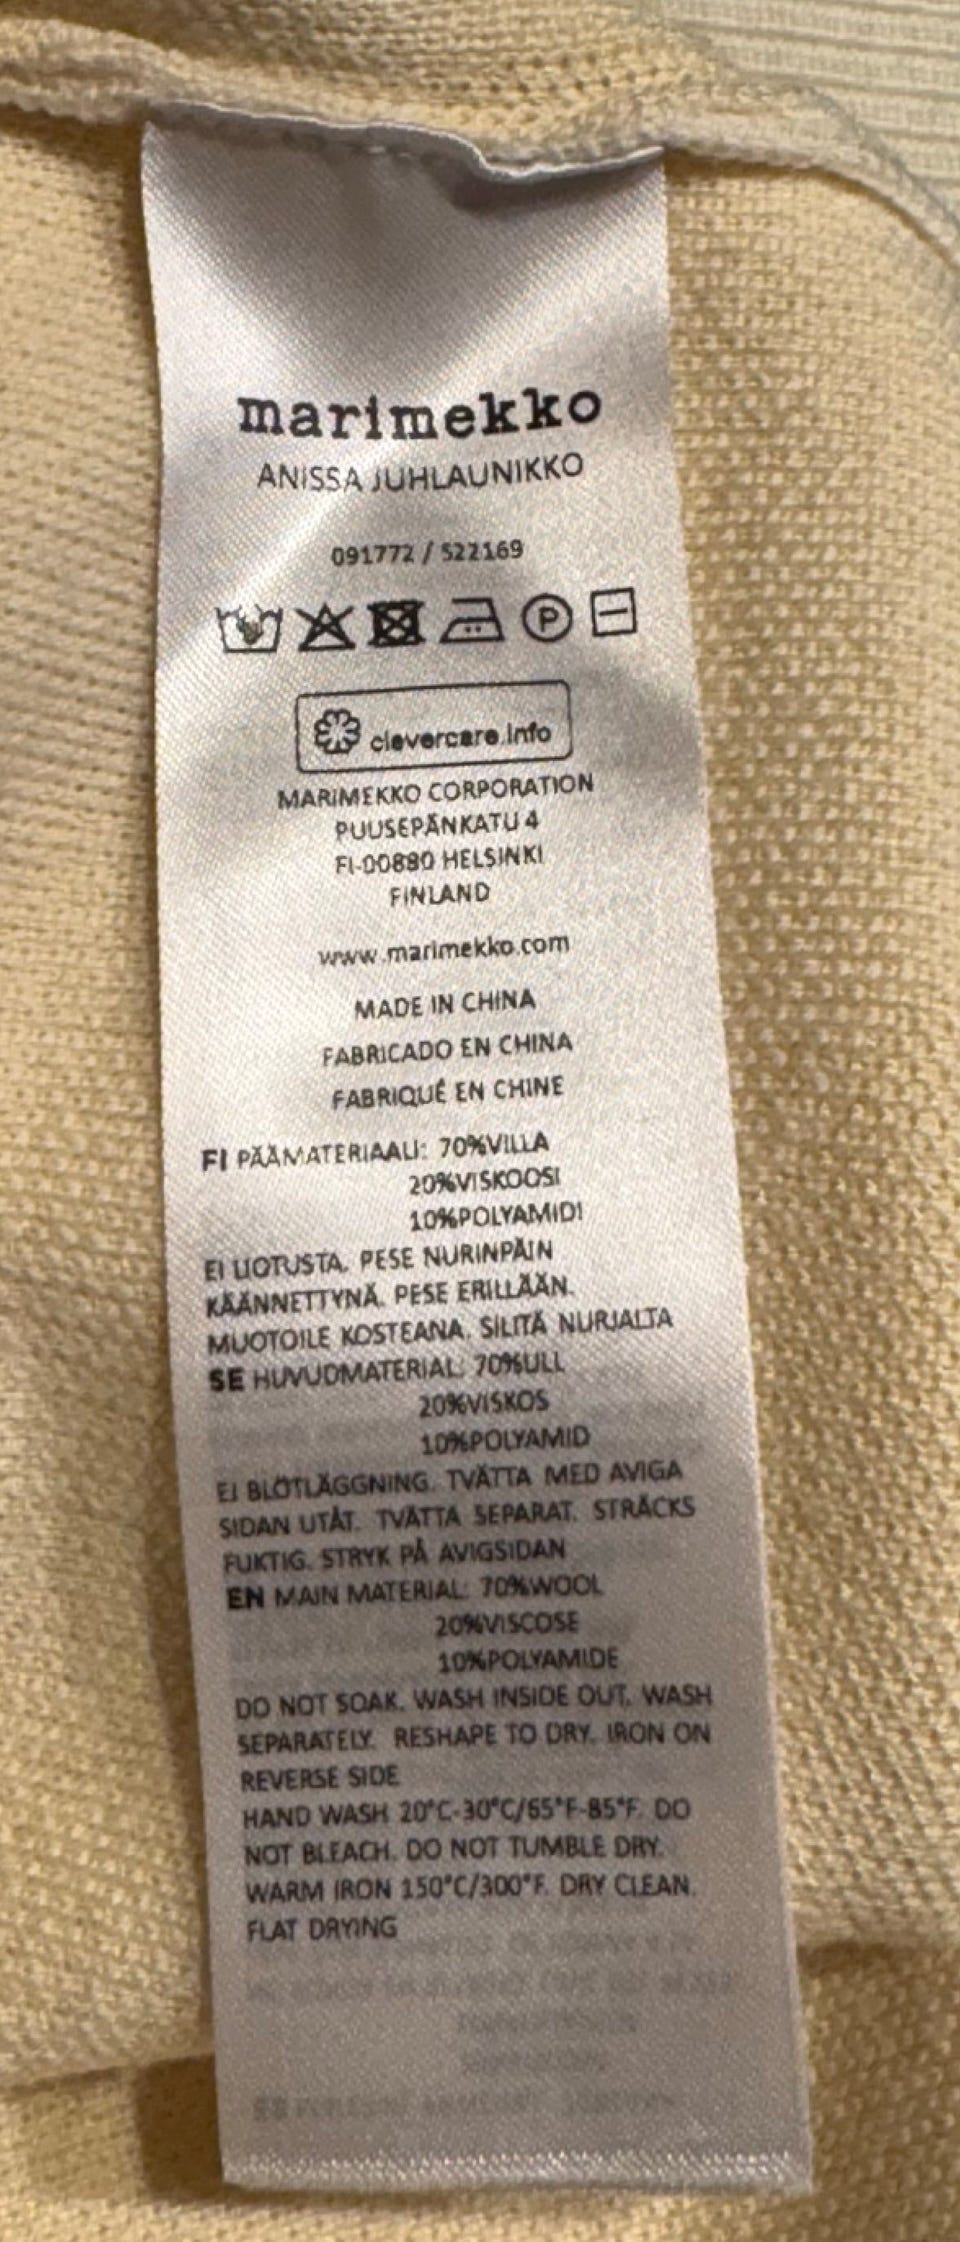 marimekko
ANISSA JUHLAUNIKKO
091772 / 522169
P
clevercare.info
MARIMEKKO CORPORATION
PUUSEPÄNKATU 4
FI-00880 HELSINKI
FINLAND
www.marimekko.com
MADE IN CHINA
FABRICADO EN CHINA
FABRIQUÉ EN CHINE
FI PÄÄMATERIAALI: 70%VILLA
20%VISKOOSI
10%POLYAMIDI
EI LIOTUSTA. PESE NURINPÄIN
KÄÄNNETTYNÄ. PESE ERILLÄÄN.
MUOTOILE KOSTEANA. SILITÄ NURJALTA
SE HUVUDMATERIAL: 70%ULL
20%VISKOS
10%POLYAMID
EJ BLÖTLÄGGNING. TVÄTTA MED AVIGA
SIDAN UTÅT. TVÄTTA SEPARAT. STRÄCKS
FUKTIG. STRYK PÅ AVIGSIDAN
EN MAIN MATERIAL: 70%WOOL
20%VISCOSE
10%POLYAMIDE
DO NOT SOAK. WASH INSIDE OUT. WASH
SEPARATELY. RESHAPE TO DRY. IRON ON
REVERSE SIDE
HAND WASH 20°C-30°C/65°F-85°F. DO
NOT BLEACH. DO NOT TUMBLE DRY.
WARM IRON 150°C/300°F. DRY CLEAN.
FLAT DRYING